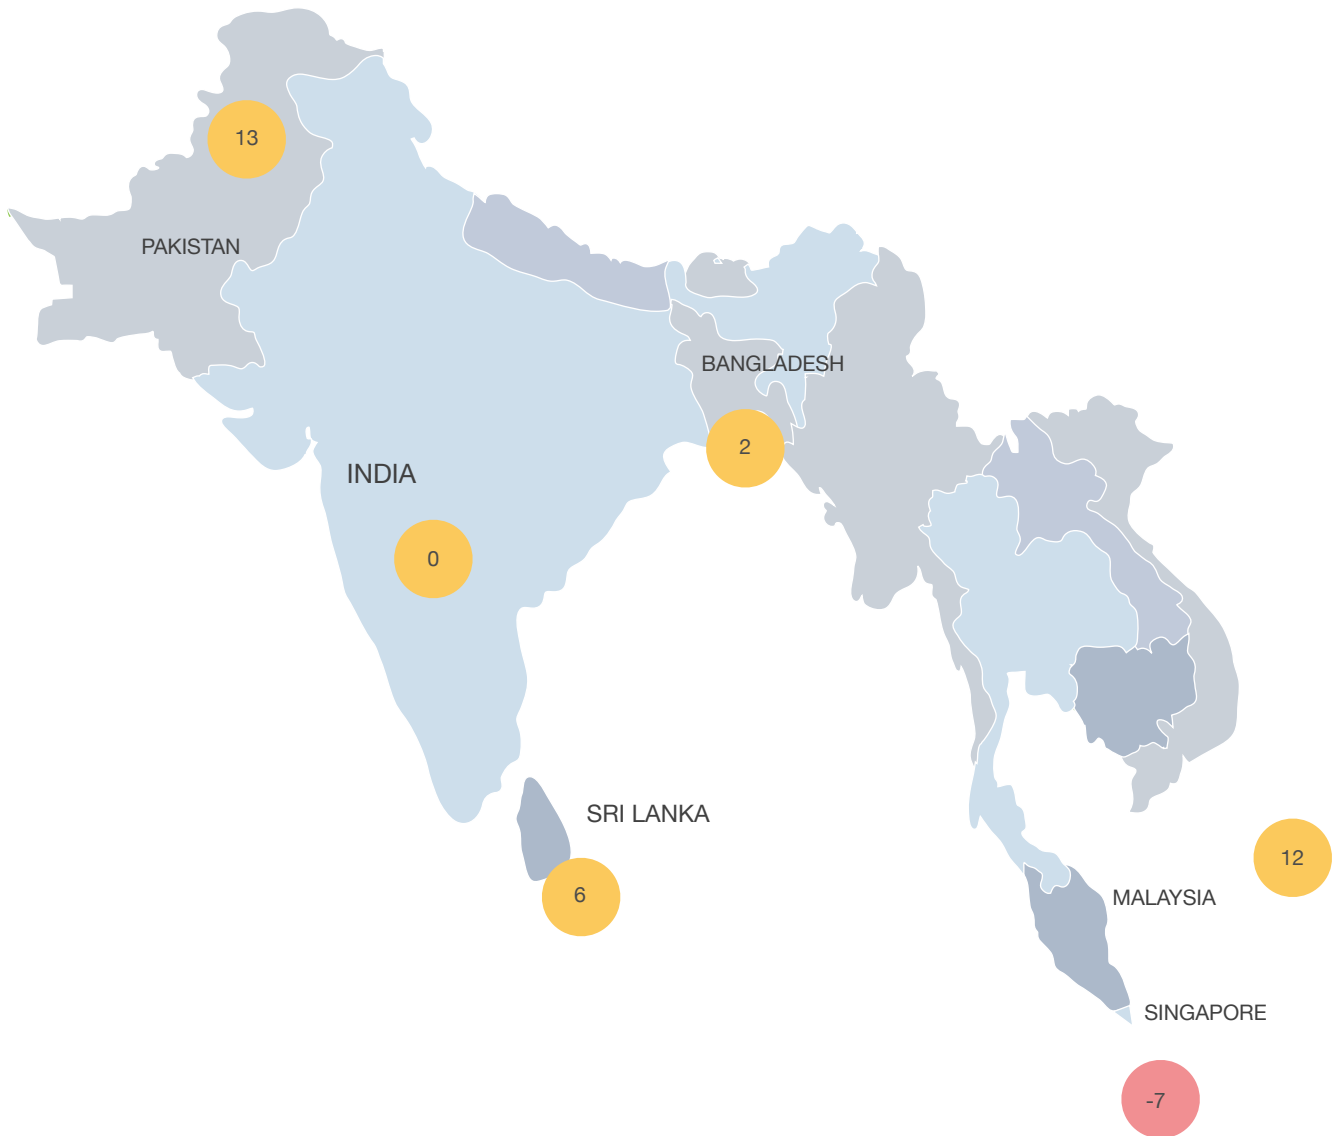 13
PAKISTAN
BANGLADESH
2
INDIA
0
SRI LANKA
6
12
MALAYSIA
SINGAPORE
-7